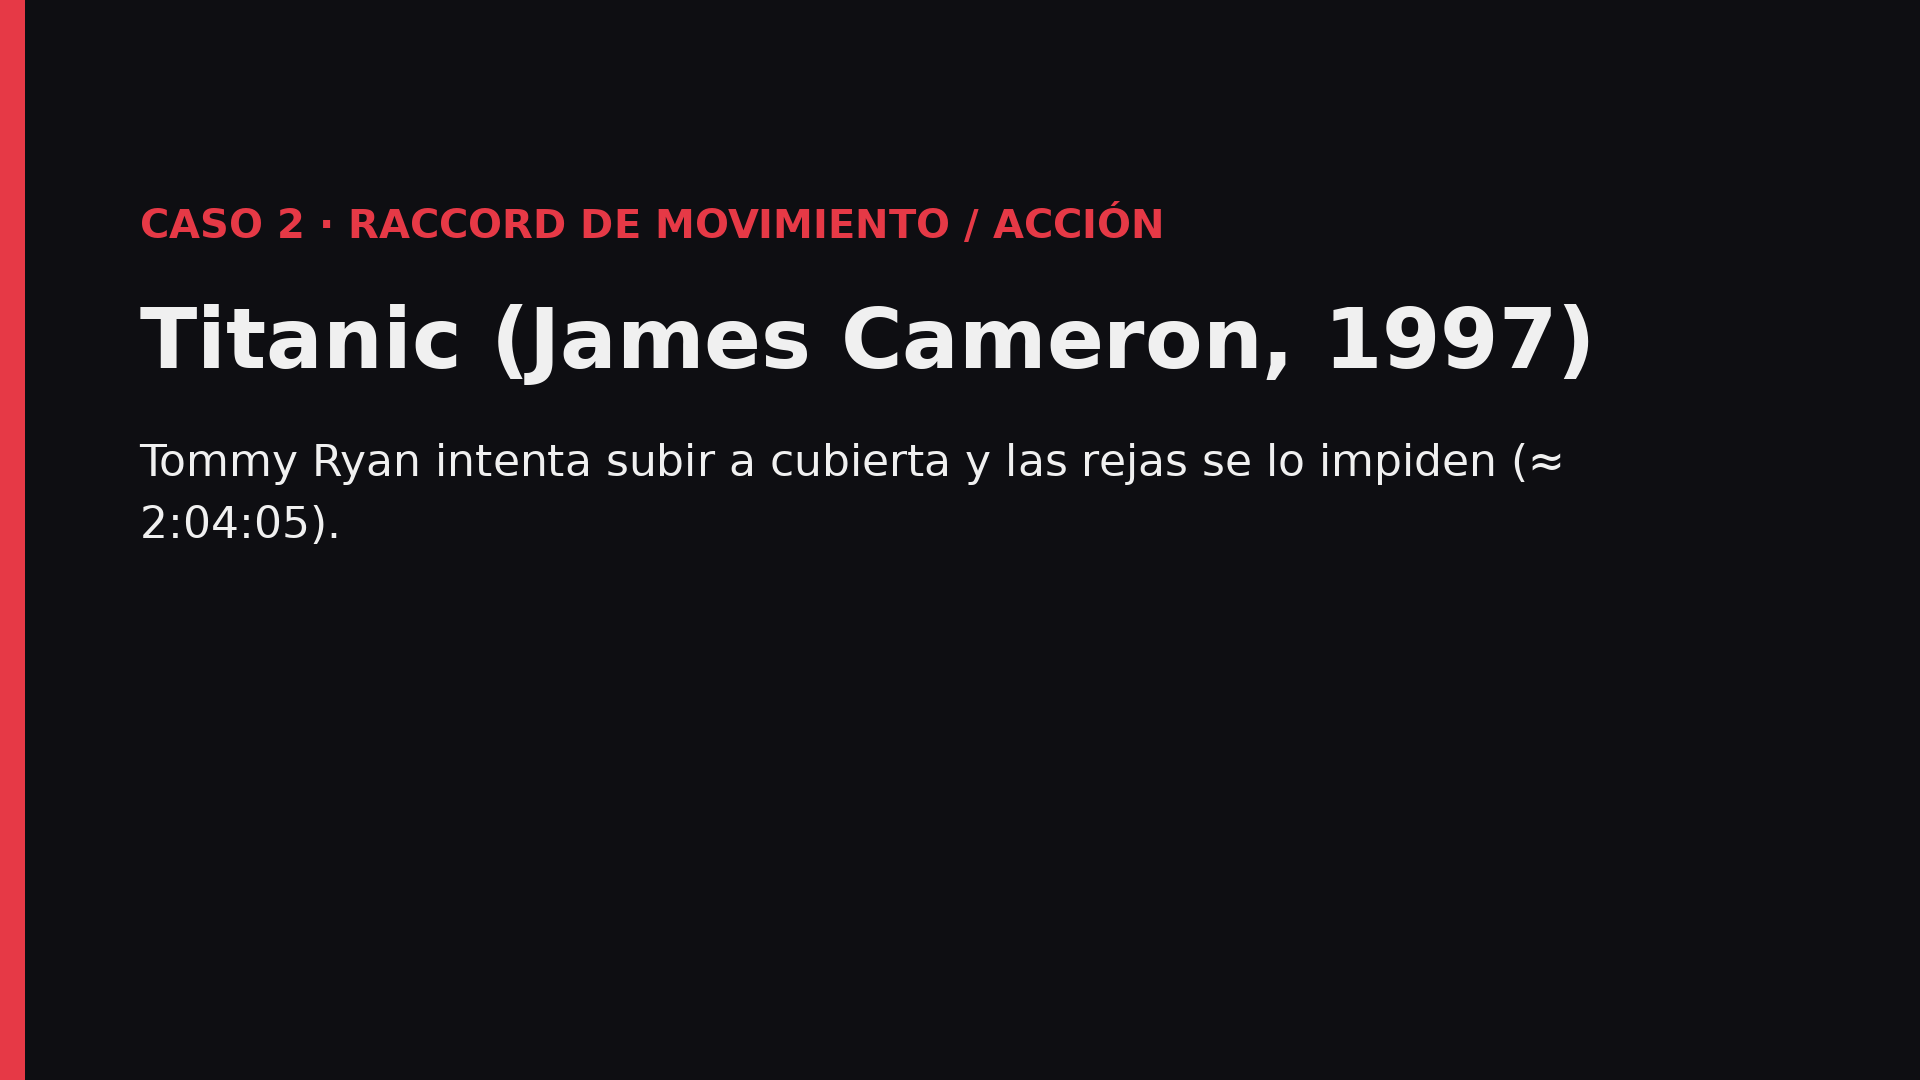 CASO 2 · RACCORD DE MOVIMIENTO / ACCIÓN
Titanic (James Cameron, 1997)
Tommy Ryan intenta subir a cubierta y las rejas se lo impiden (≈
2:04:05).